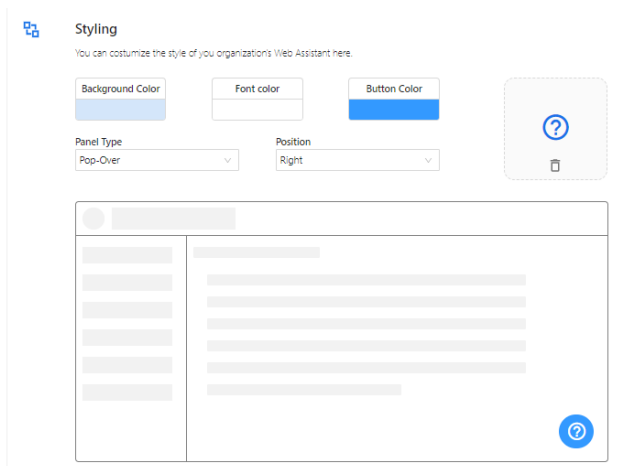 Styling
You can costumize the style of you organization's Web Assistant here.
Background Color
Font color
Button Color
Panel Type
Position
Pop-Over
Right